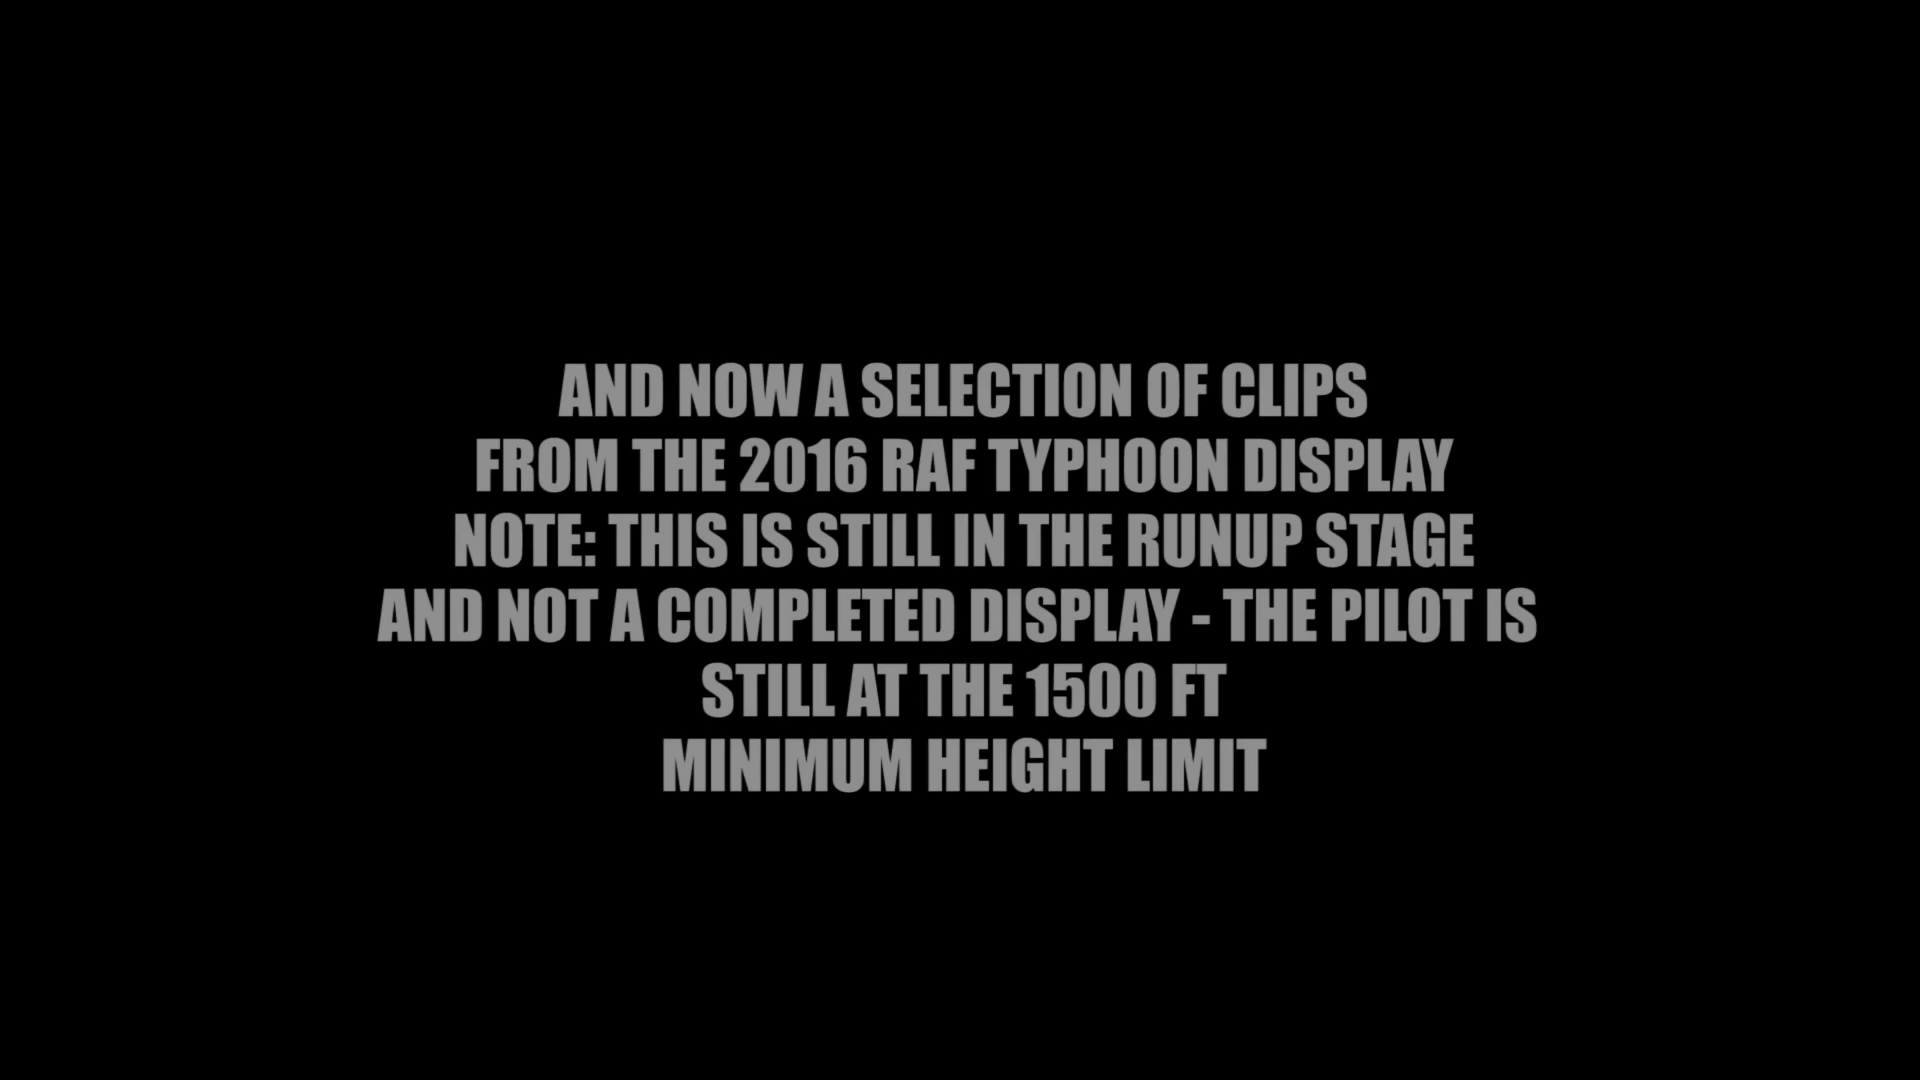 AND NOW A SELECTION OF CLIPS
FROM THE 2016 RAF TYPHOON DISPLAY
NOTE: THIS IS STILL IN THE RUNUP STAGE
AND NOT A COMPLETED DISPLAY - THE PILOT IS
STILL AT THE 1500 FT
MINIMUM HEIGHT LIMIT